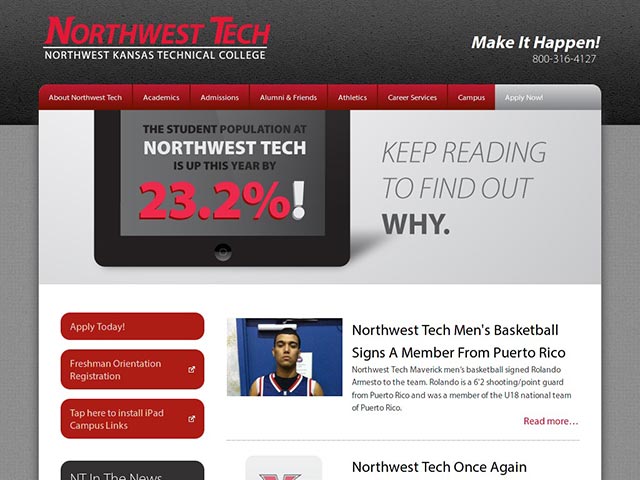 NORTHWEST TECH
NORTHWEST KANSAS TECHNICAL COLLEGE
Make It Happen!
800-316-4127
About Northwest Tech
Academics
Admissions
Alumni & Friends
Athletics
Career Services
Campus
Apply Now!
THE STUDENT POPULATION AT
NORTHWEST TECH
IS UP THIS YEAR BY
23.2%!
KEEP READING
TO FIND OUT
WHY.
Apply Today!
Freshman Orientation
Registration
Tap here to install iPad
Campus Links
NT In The News
Northwest Tech Men's Basketball
Signs A Member From Puerto Rico
Northwest Tech Maverick men's basketball signed Rolando
Armesto to the team. Rolando is a 6'2 shooting/point guard
from Puerto Rico and was a member of the U18 national team
of Puerto Rico.
Read more…
Northwest Tech Once Again